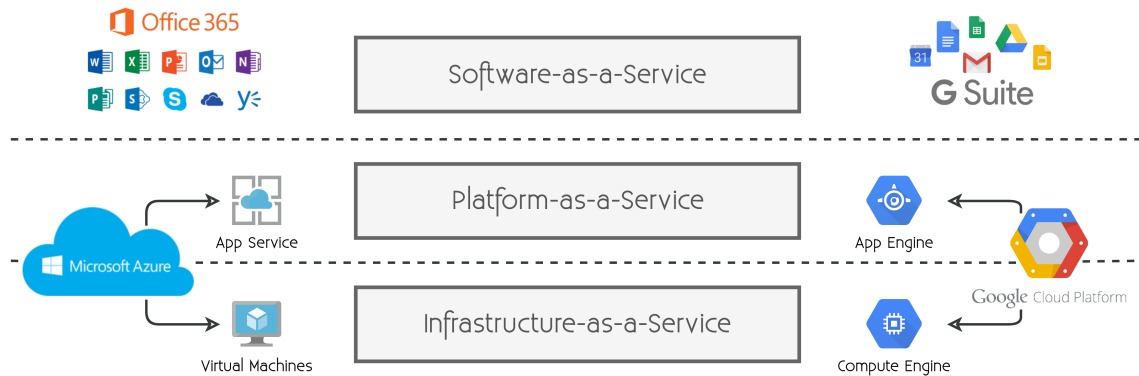 Office 365
W X P O N
P S S
31
G Suite
Software-as-a-Service
Platform-as-a-Service
App Service
App Engine
Microsoft Azure
Google Cloud Platform
Infrastructure-as-a-Service
Virtual Machines
Compute Engine